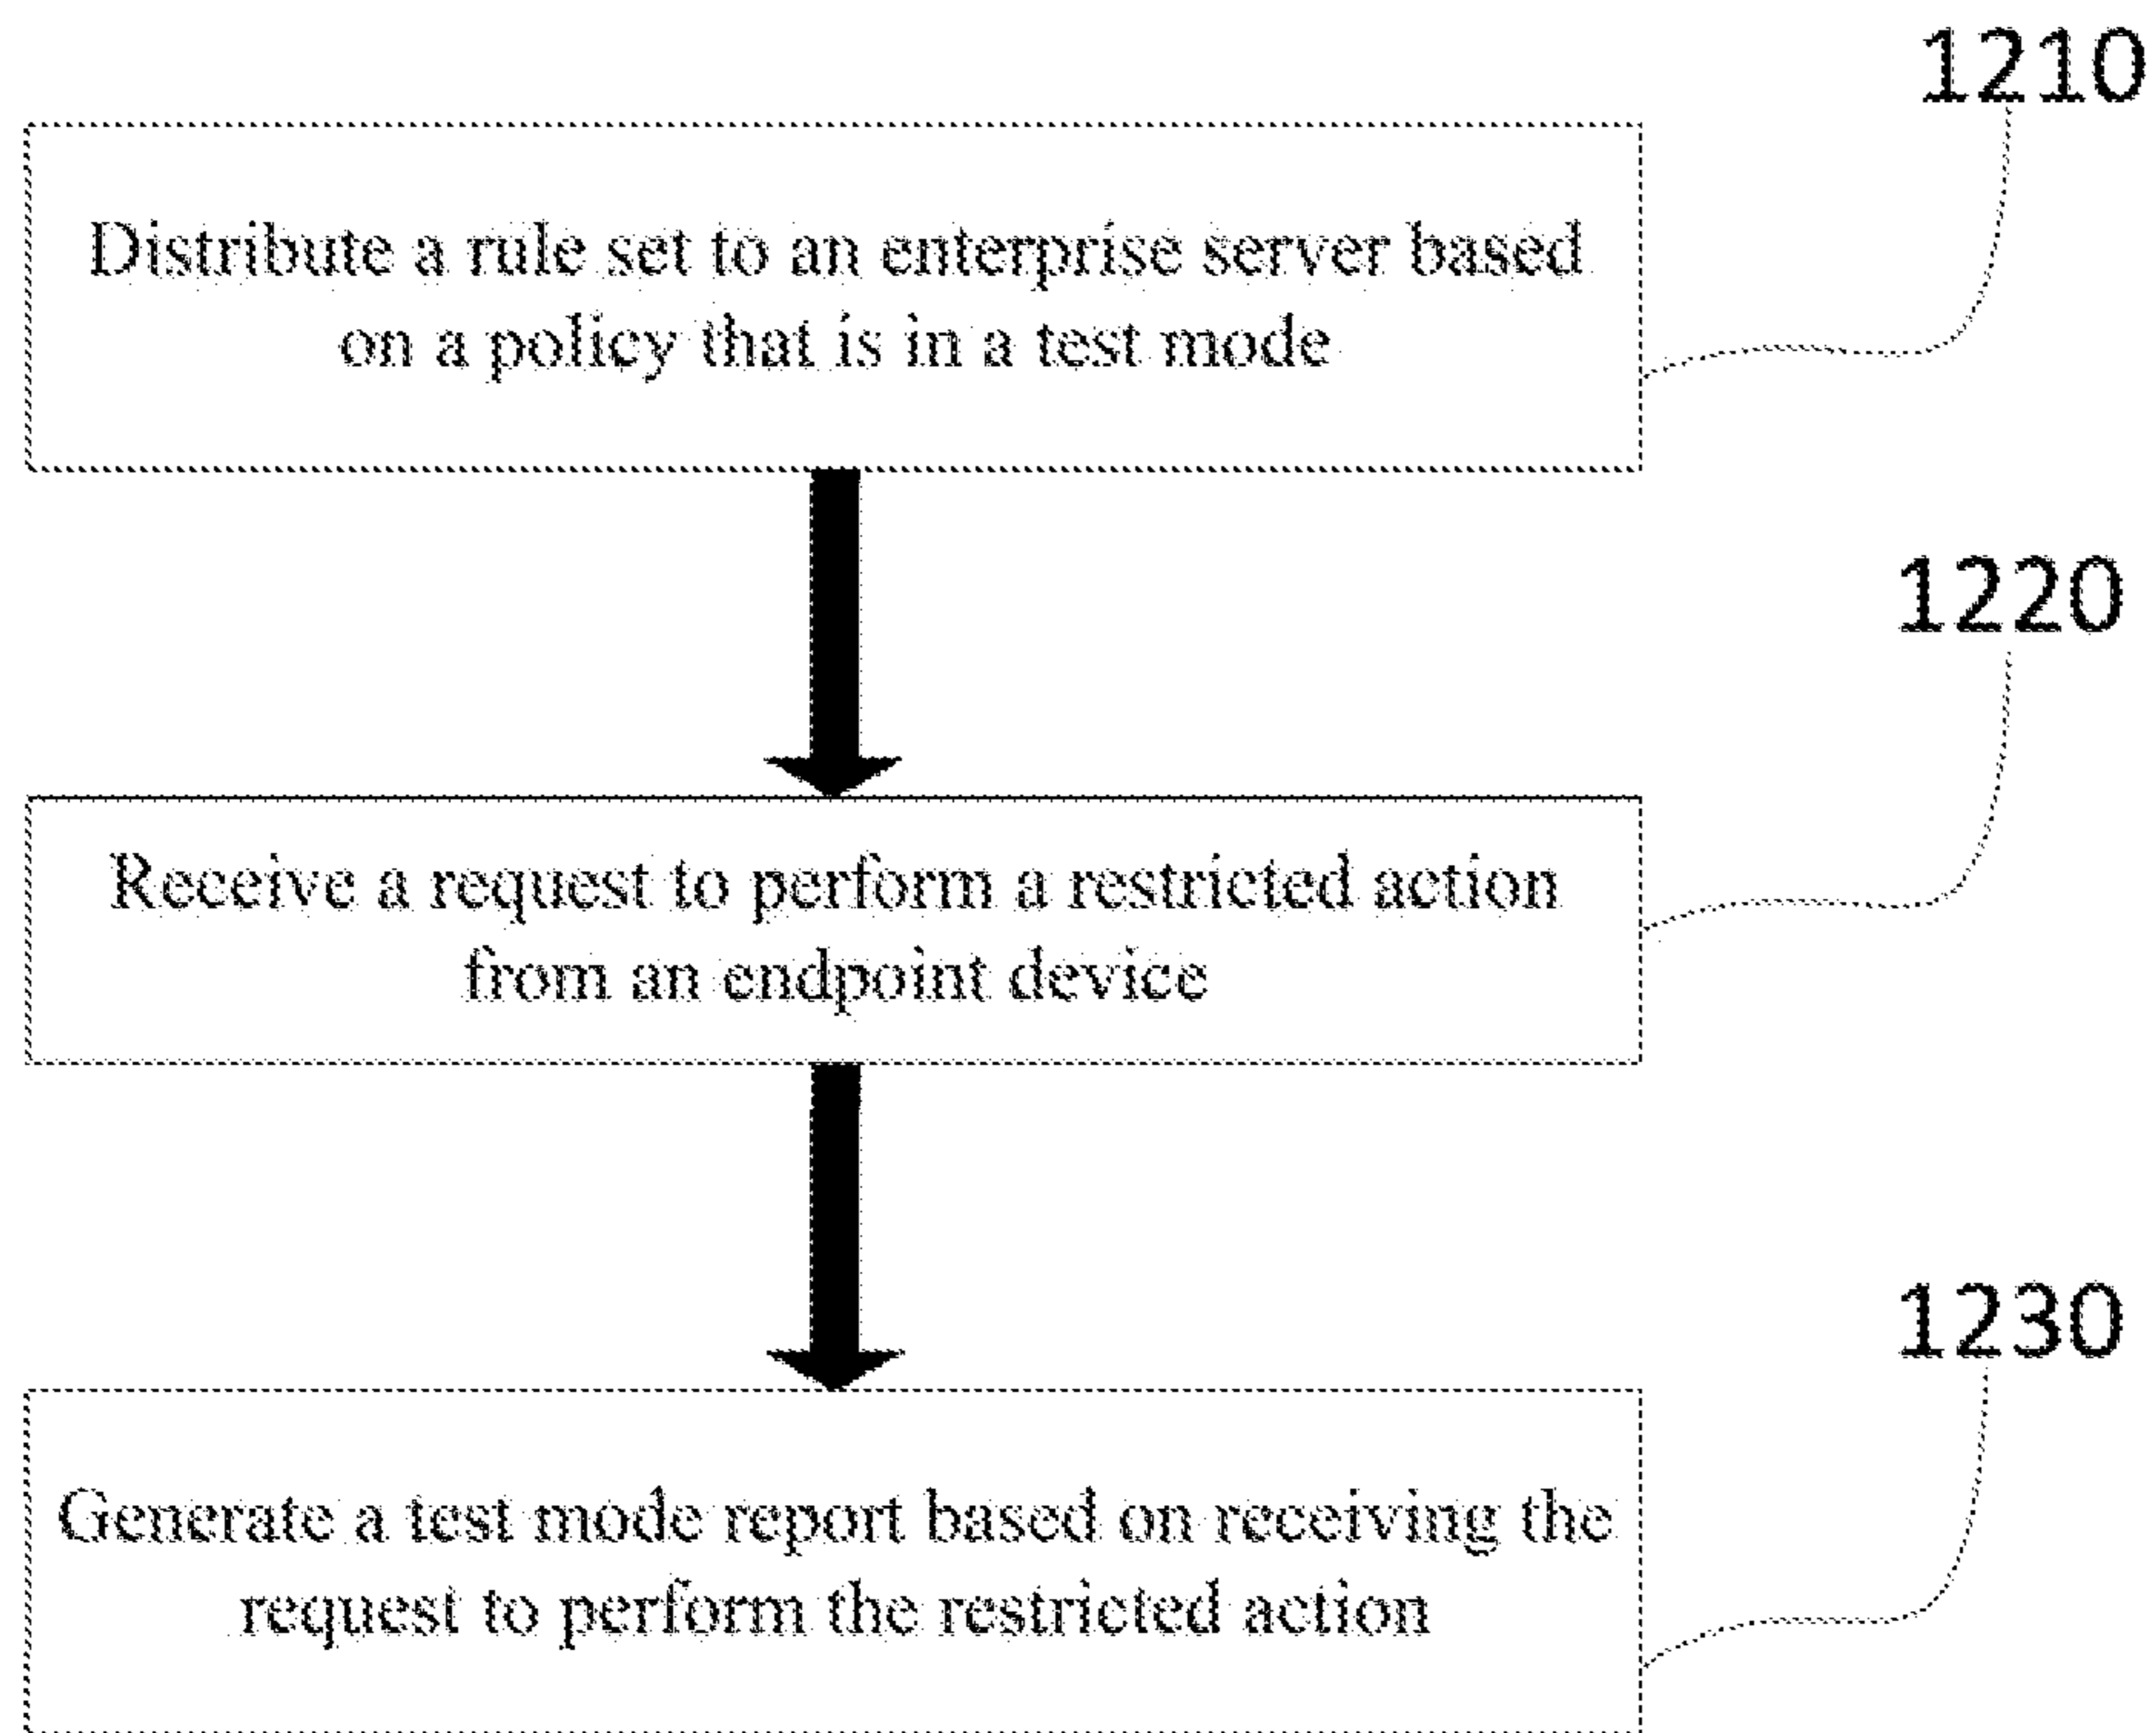 1210
Distribute a rule set to an enterprise server based
on a policy that is in a test mode
1220
Receive a request to perform a restricted action
from an endpoint device
1230
Generate a test mode report based on receiving the
request to perform the restricted action